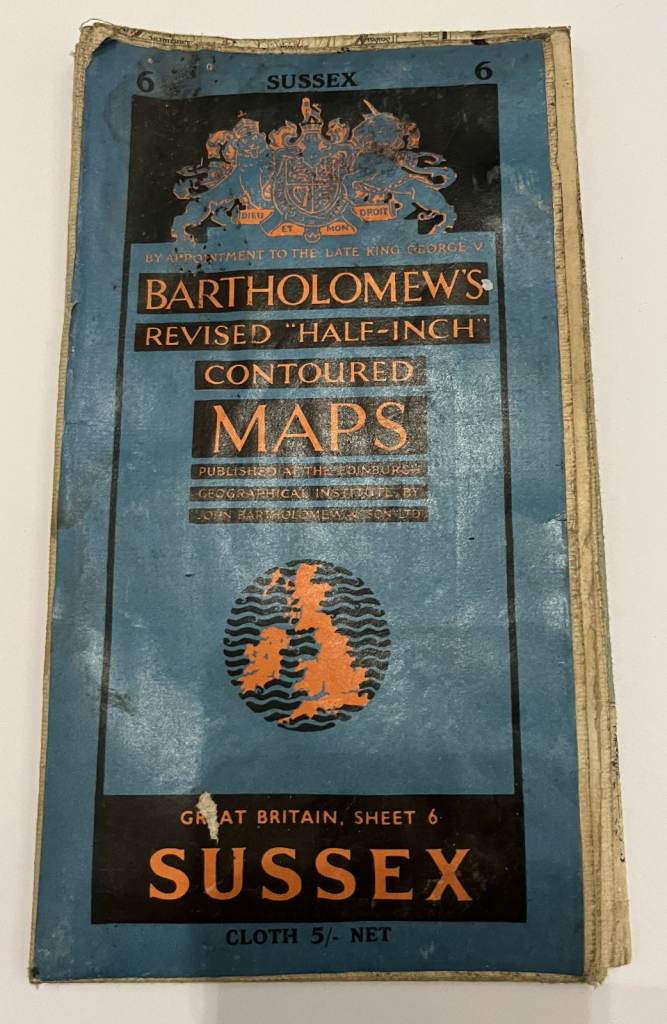 6 SUSSEX 6
DIEU DROIT
ET MON
BY APPOINTMENT TO THE LATE KING GEORGE V
BARTHOLOMEW'S
REVISED "HALF-INCH"
CONTOURED
MAPS
PUBLISHED AT THE EDINBURGH
GEOGRAPHICAL INSTITUTE BY
JOHN BARTHOLOMEW & SON LTD
GREAT BRITAIN, SHEET 6
SUSSEX
CLOTH 5/- NET